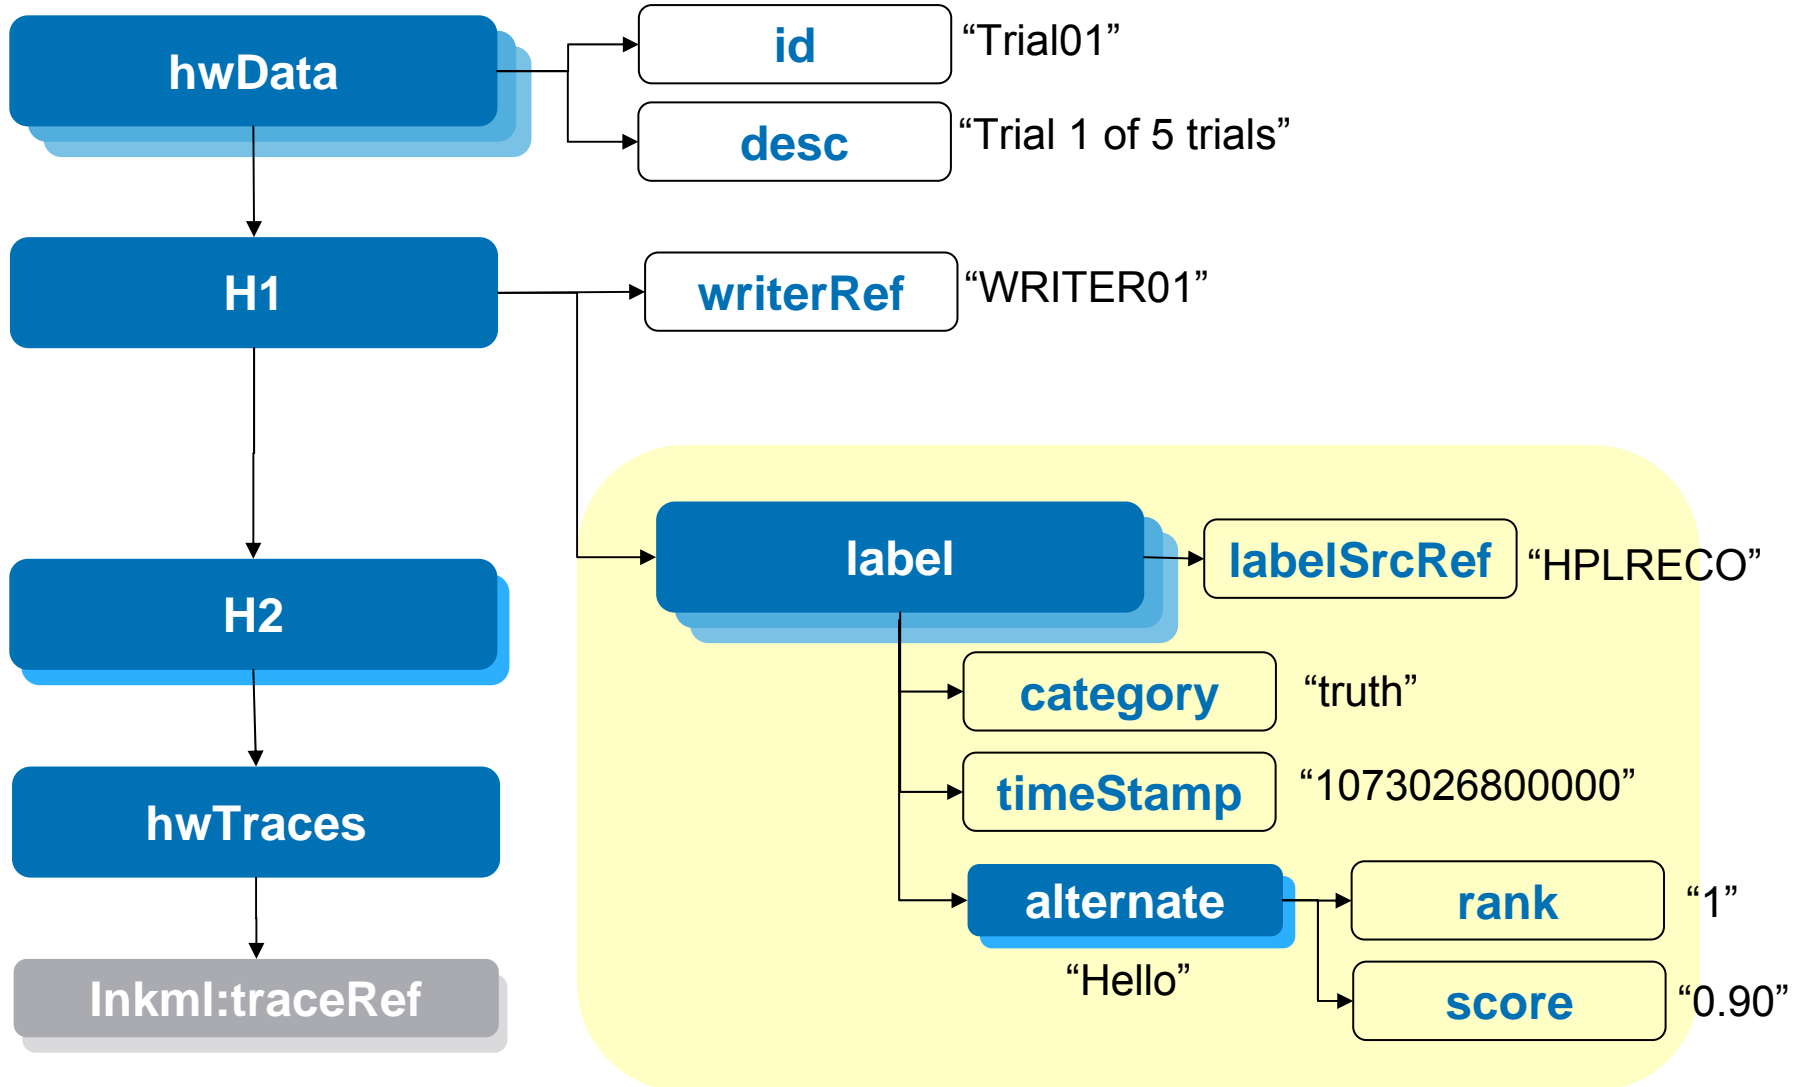 hwData
id
“Trial01”
desc
“Trial 1 of 5 trials”
H1
writerRef
“WRITER01”
label
labelSrcRef
“HPLRECO”
H2
category
“truth”
timeStamp
“1073026800000”
hwTraces
alternate
“Hello”
rank
“1”
score
“0.90”
Inkml:traceRef